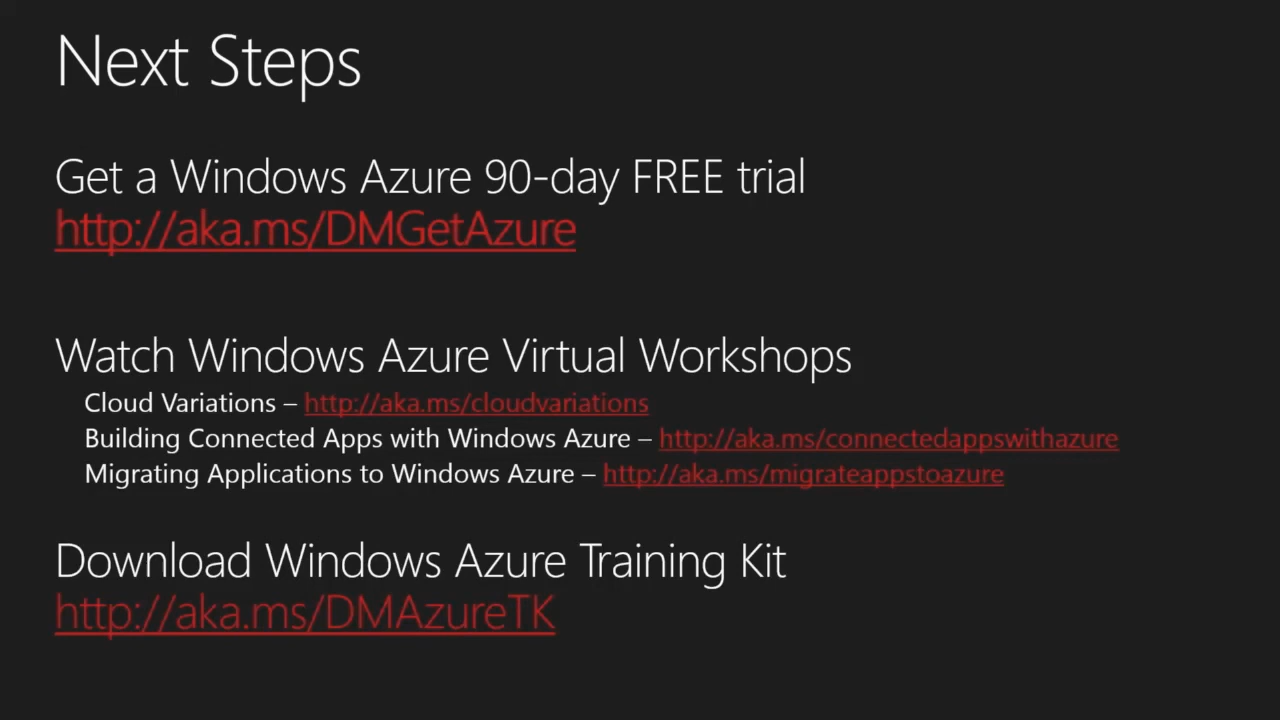 Next Steps
Get a Windows Azure 90-day FREE trial
http://aka.ms/DMGetAzure
Watch Windows Azure Virtual Workshops
Cloud Variations – http://aka.ms/cloudvariations
Building Connected Apps with Windows Azure – http://aka.ms/connectedappswithazure
Migrating Applications to Windows Azure – http://aka.ms/migrateappstoazure
Download Windows Azure Training Kit
http://aka.ms/DMAzureTK